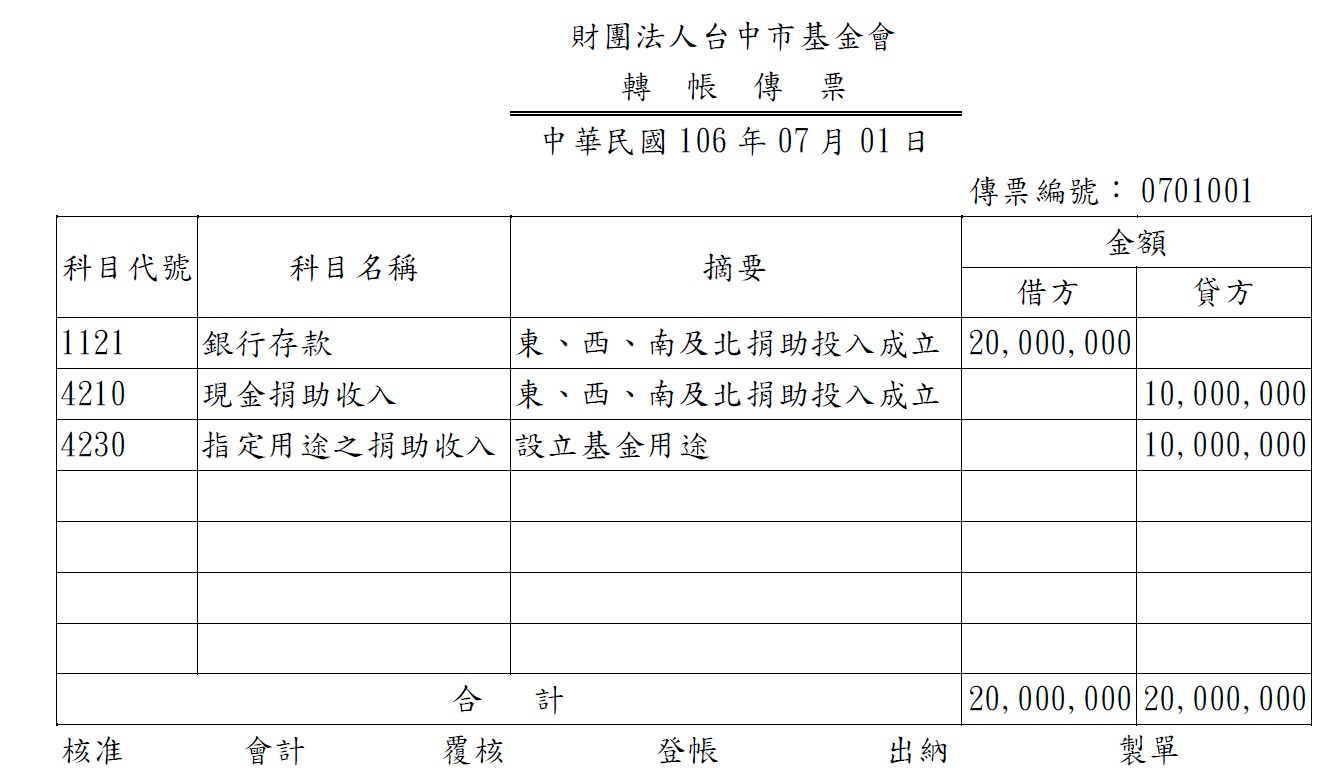 財團法人台中市基金會
轉帳傳票
中華民國 106 年 07 月 01 日
傳票編號： 0701001
科目代號 科目名稱 摘要 金額
借方 貸方
1121 銀行存款 東、西、南及北捐助投入成立 20,000,000
4210 現金捐助收入 東、西、南及北捐助投入成立 10,000,000
4230 指定用途之捐助收入 設立基金用途 10,000,000
合計 20,000,000 20,000,000
核准 會計 覆核 登帳 出納 製單